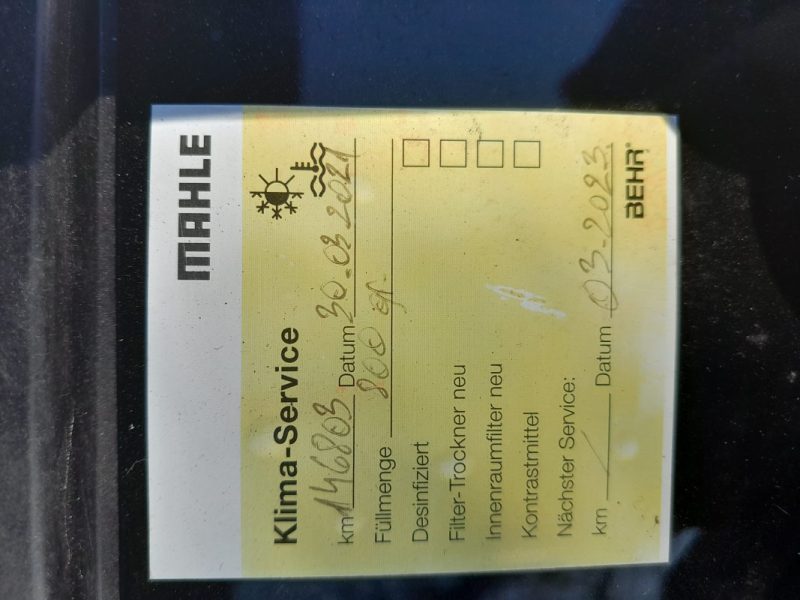 MAHLE
Klima-Service
km 146803 Datum 30.03.2021
Füllmenge 800 gr.
Desinfiziert
Filter-Trockner neu
Innenraumfilter neu
Kontrastmittel
Nächster Service:
km / Datum 03-2023
BEHR®